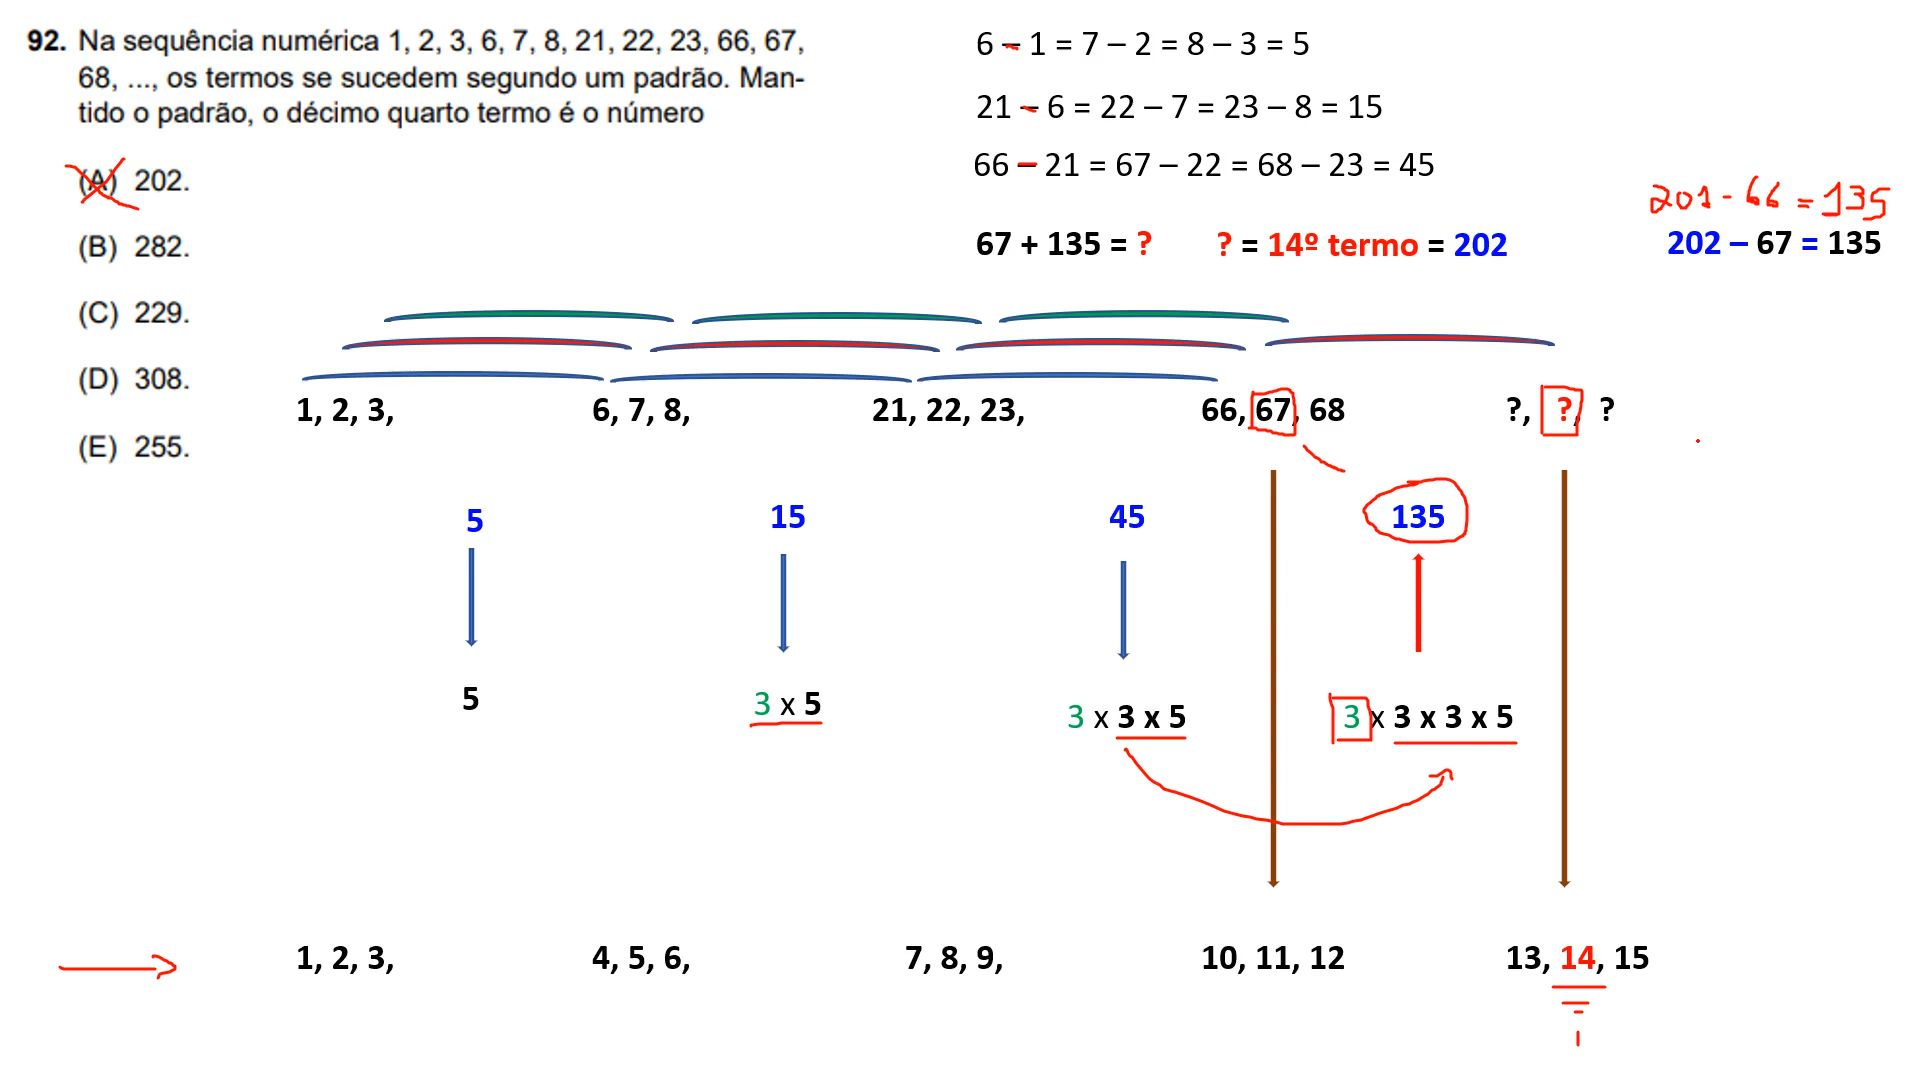 92. Na sequência numérica 1, 2, 3, 6, 7, 8, 21, 22, 23, 66, 67,
68, ..., os termos se sucedem segundo um padrão. Man-
tido o padrão, o décimo quarto termo é o número
(A) 202.
(B) 282.
(C) 229.
(D) 308.
(E) 255.
6 – 1 = 7 – 2 = 8 – 3 = 5
21 – 6 = 22 – 7 = 23 – 8 = 15
66 – 21 = 67 – 22 = 68 – 23 = 45
201 - 66 = 135
67 + 135 = ? ? = 14º termo = 202 202 – 67 = 135
1, 2, 3, 6, 7, 8, 21, 22, 23, 66, 67, 68 ?, ?, ?
5 15 45 135
5 3 x 5 3 x 3 x 5 3 x 3 x 3 x 5
1, 2, 3, 4, 5, 6, 7, 8, 9, 10, 11, 12 13, 14, 15